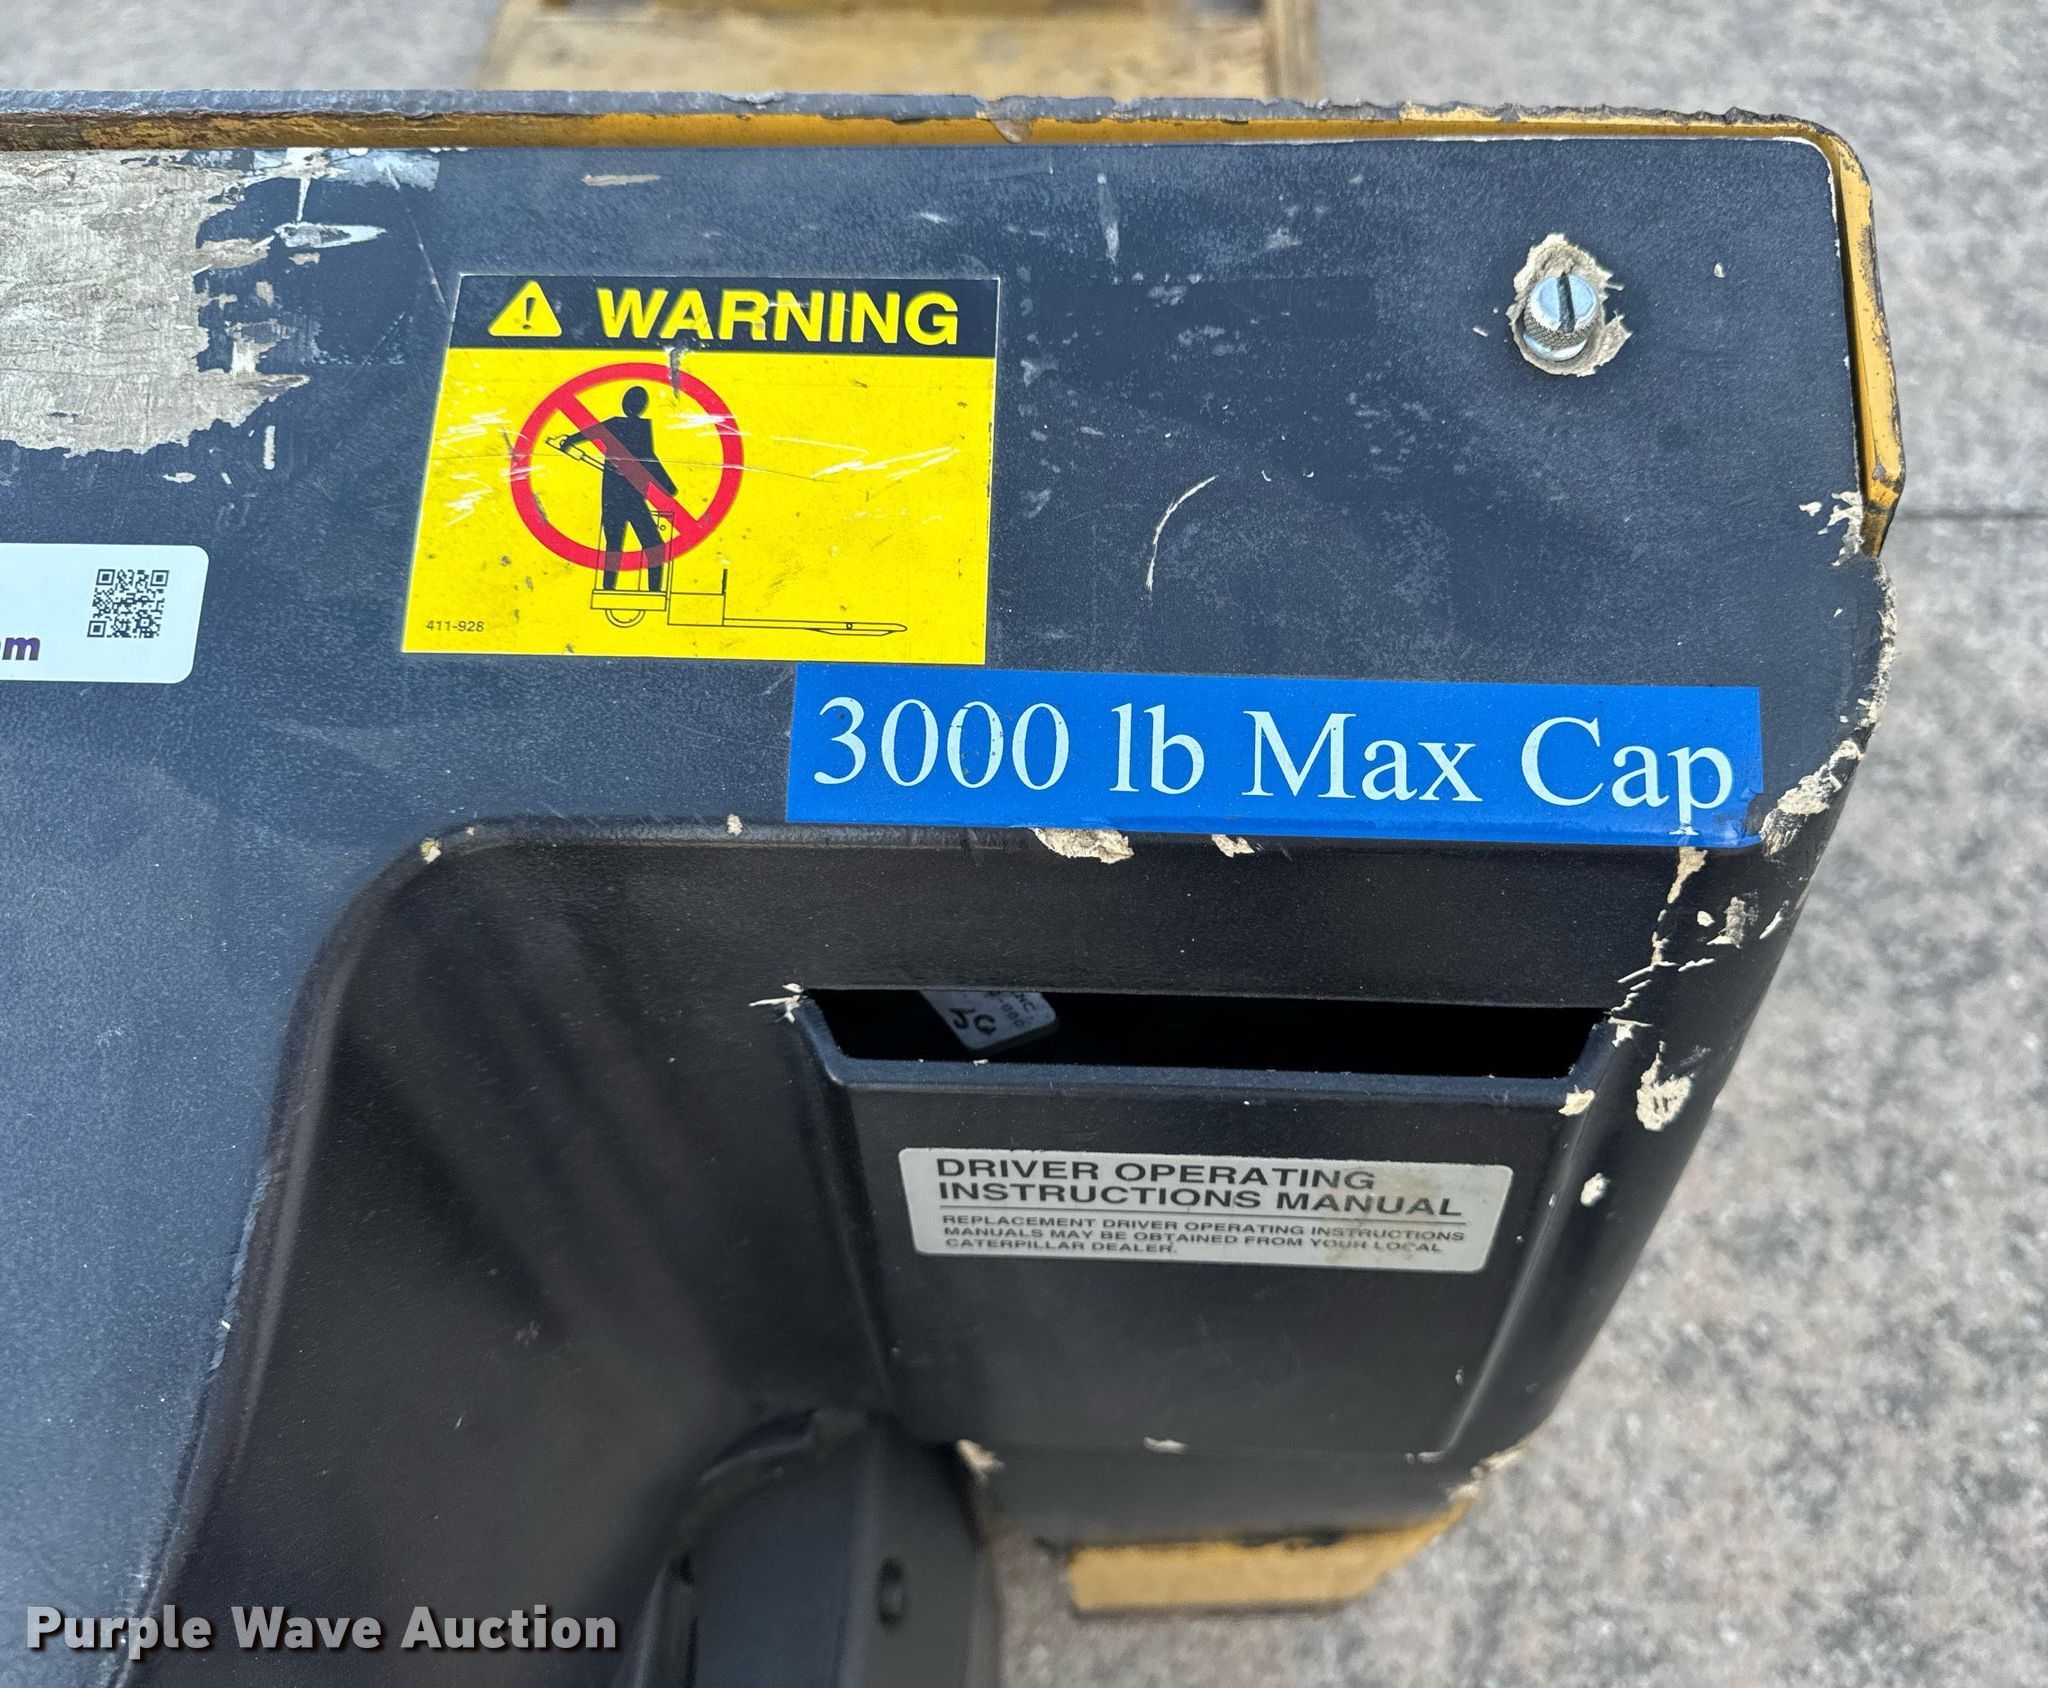 WARNING
411-928
m
3000 lb Max Cap
DRIVER OPERATING
INSTRUCTIONS MANUAL
REPLACEMENT DRIVER OPERATING INSTRUCTIONS
MANUALS MAY BE OBTAINED FROM YOUR LOCAL
CATERPILLAR DEALER.
Purple Wave Auction